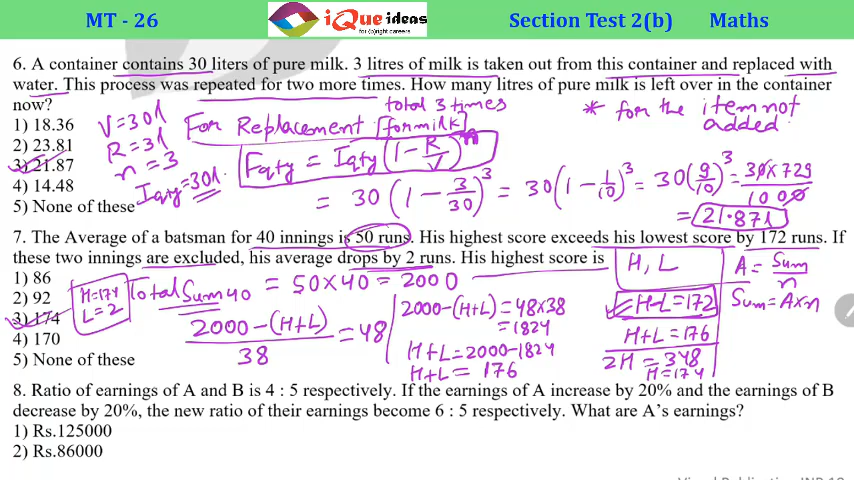 MT - 26
iQue ideas
for (b)right careers
Section Test 2(b)
Maths
6. A container contains 30 liters of pure milk. 3 litres of milk is taken out from this container and replaced with
water. This process was repeated for two more times. How many litres of pure milk is left over in the container
now?
total 3 times
* for the item not added
1) 18.36
2) 23.81
3) 21.87
4) 14.48
5) None of these
V=30l
R=3l
n=3
Iqty=30l
For Replacement [for milk]
Fqty = Iqty (1 - R/V)^n
= 30 (1 - 3/30)^3 = 30(1 - 1/10)^3 = 30(9/10)^3 = 30×729/1000
= 21.87l
7. The Average of a batsman for 40 innings is 50 runs. His highest score exceeds his lowest score by 172 runs. If
these two innings are excluded, his average drops by 2 runs. His highest score is
1) 86
2) 92
3) 174
4) 170
5) None of these
H=174
L=2
Total Sum 40 = 50×40 = 2000
2000-(H+L)/38 = 48
2000-(H+L)=48×38
=1824
H+L=2000-1824
H+L= 176
H, L
H-L=172
H+L=176
2H = 348
H=174
A = Sum/n
Sum=A×n
8. Ratio of earnings of A and B is 4 : 5 respectively. If the earnings of A increase by 20% and the earnings of B
decrease by 20%, the new ratio of their earnings become 6 : 5 respectively. What are A's earnings?
1) Rs.125000
2) Rs.86000